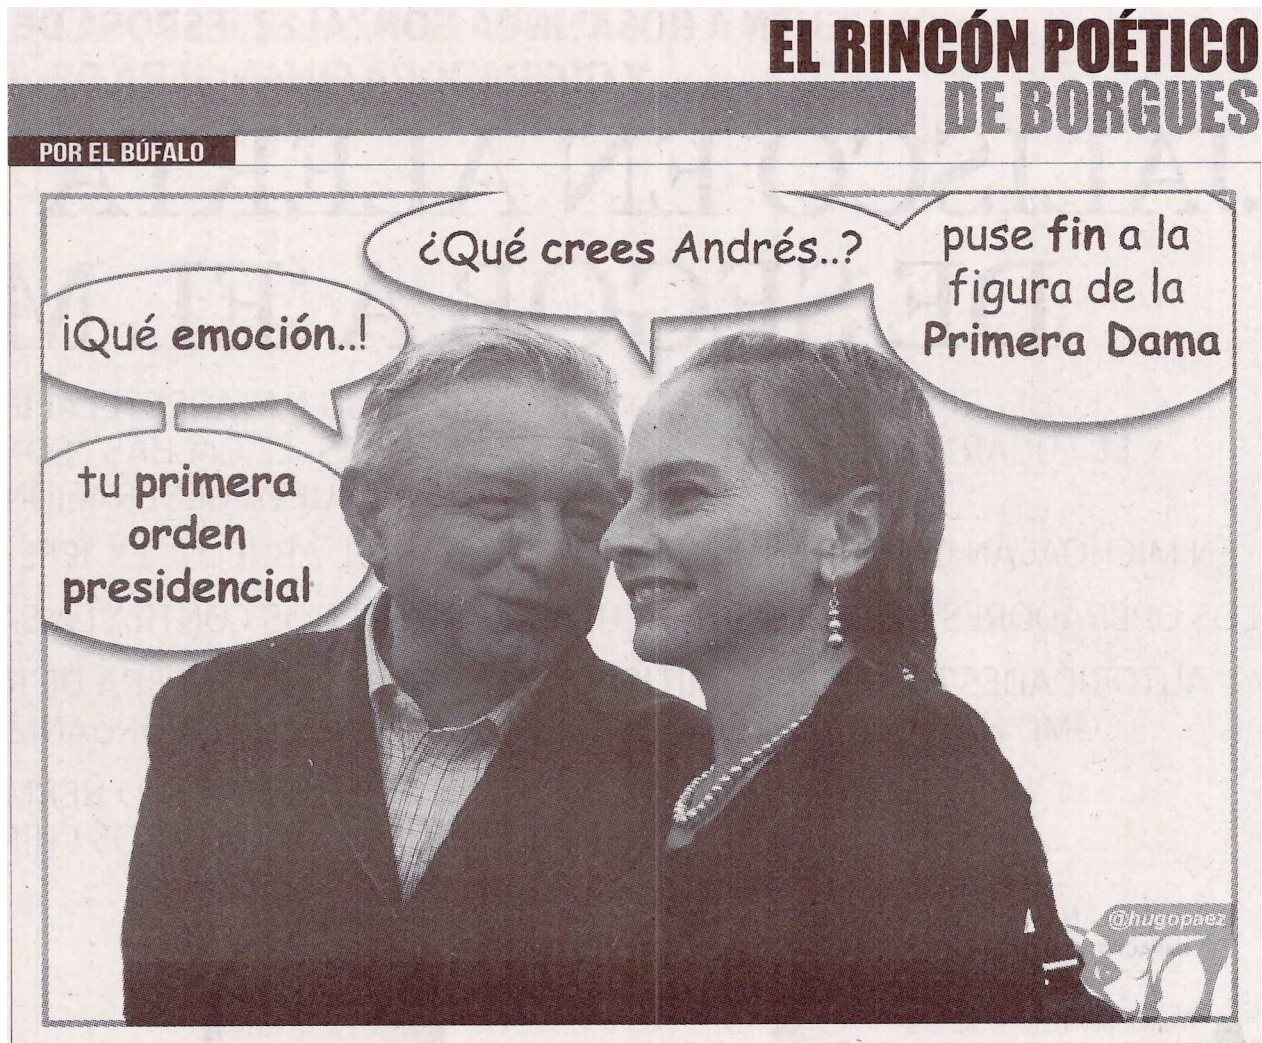 EL RINCÓN POÉTICO
DE BORGUES
POR EL BÚFALO
¿Qué crees Andrés..?
puse fin a la
figura de la
Primera Dama
¡Qué emoción..!
tu primera
orden
presidencial
@hugopaez